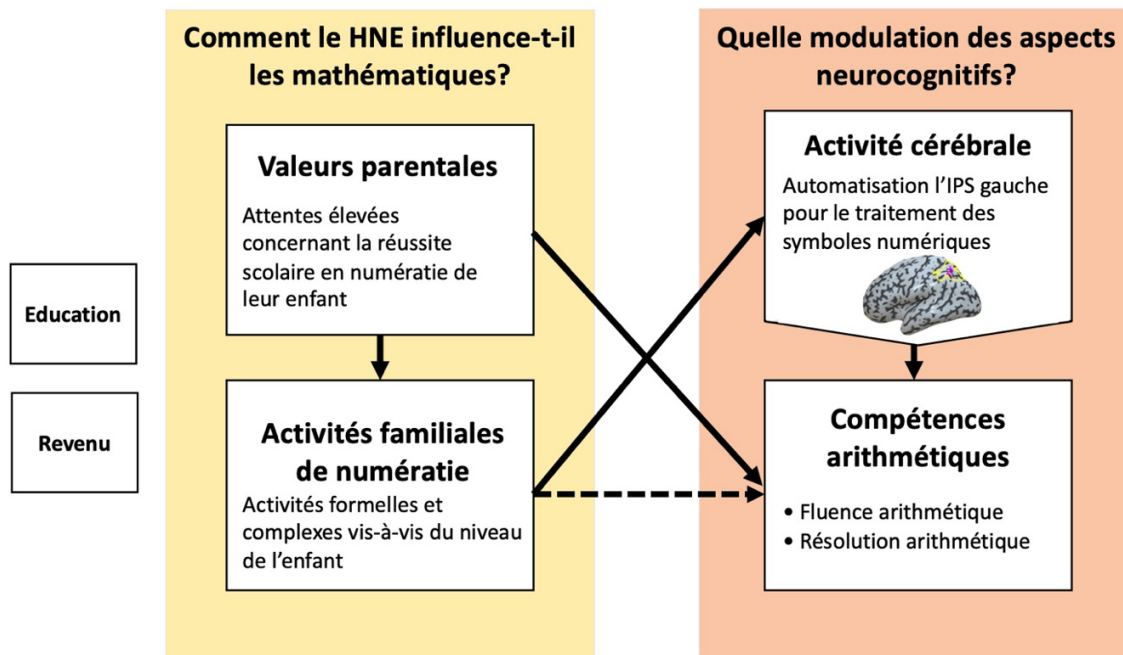 Comment le HNE influence-t-il
les mathématiques?
Quelle modulation des aspects
neurocognitifs?
Education
Revenu
Valeurs parentales
Attentes élevées
concernant la réussite
scolaire en numératie de
leur enfant
Activités familiales
de numératie
Activités formelles et
complexes vis-à-vis du niveau
de l'enfant
Activité cérébrale
Automatisation l'IPS gauche
pour le traitement des
symboles numériques
Compétences
arithmétiques
• Fluence arithmétique
• Résolution arithmétique